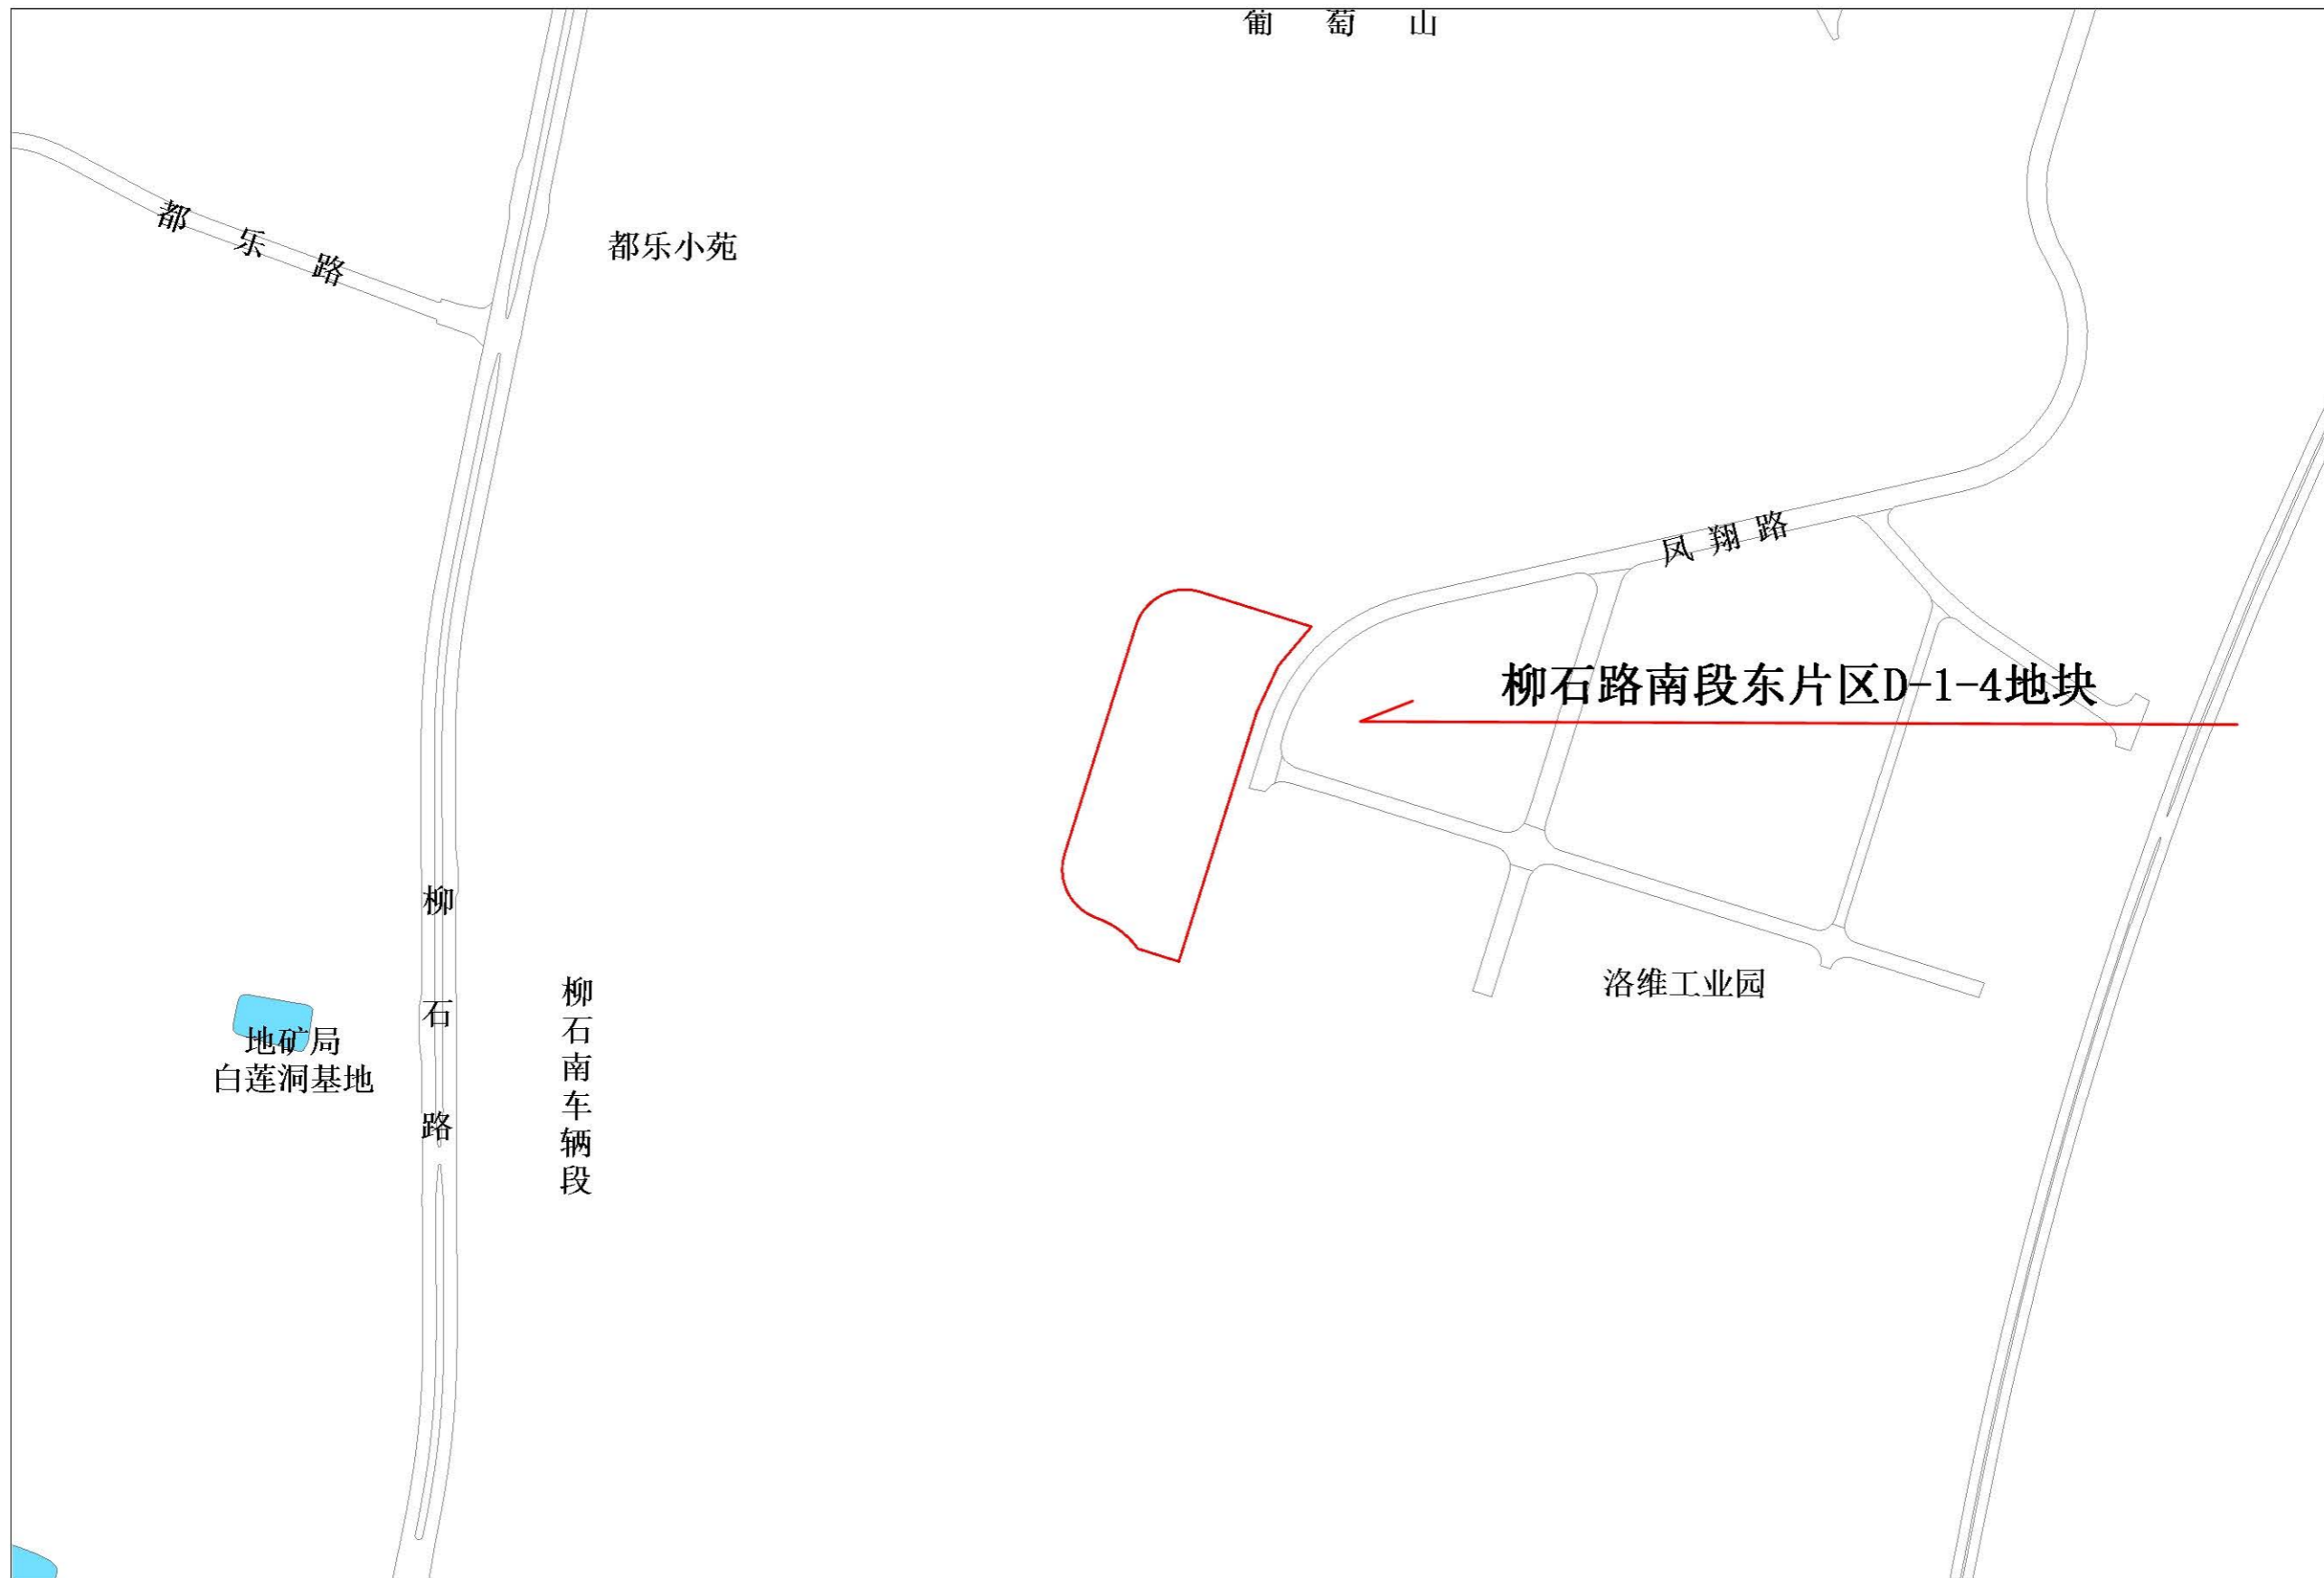 葡萄山
都乐路
都乐小苑
凤翔路
柳石路南段东片区D-1-4地块
柳石路
洛维工业园
柳石南车辆段
地矿局
白莲洞基地